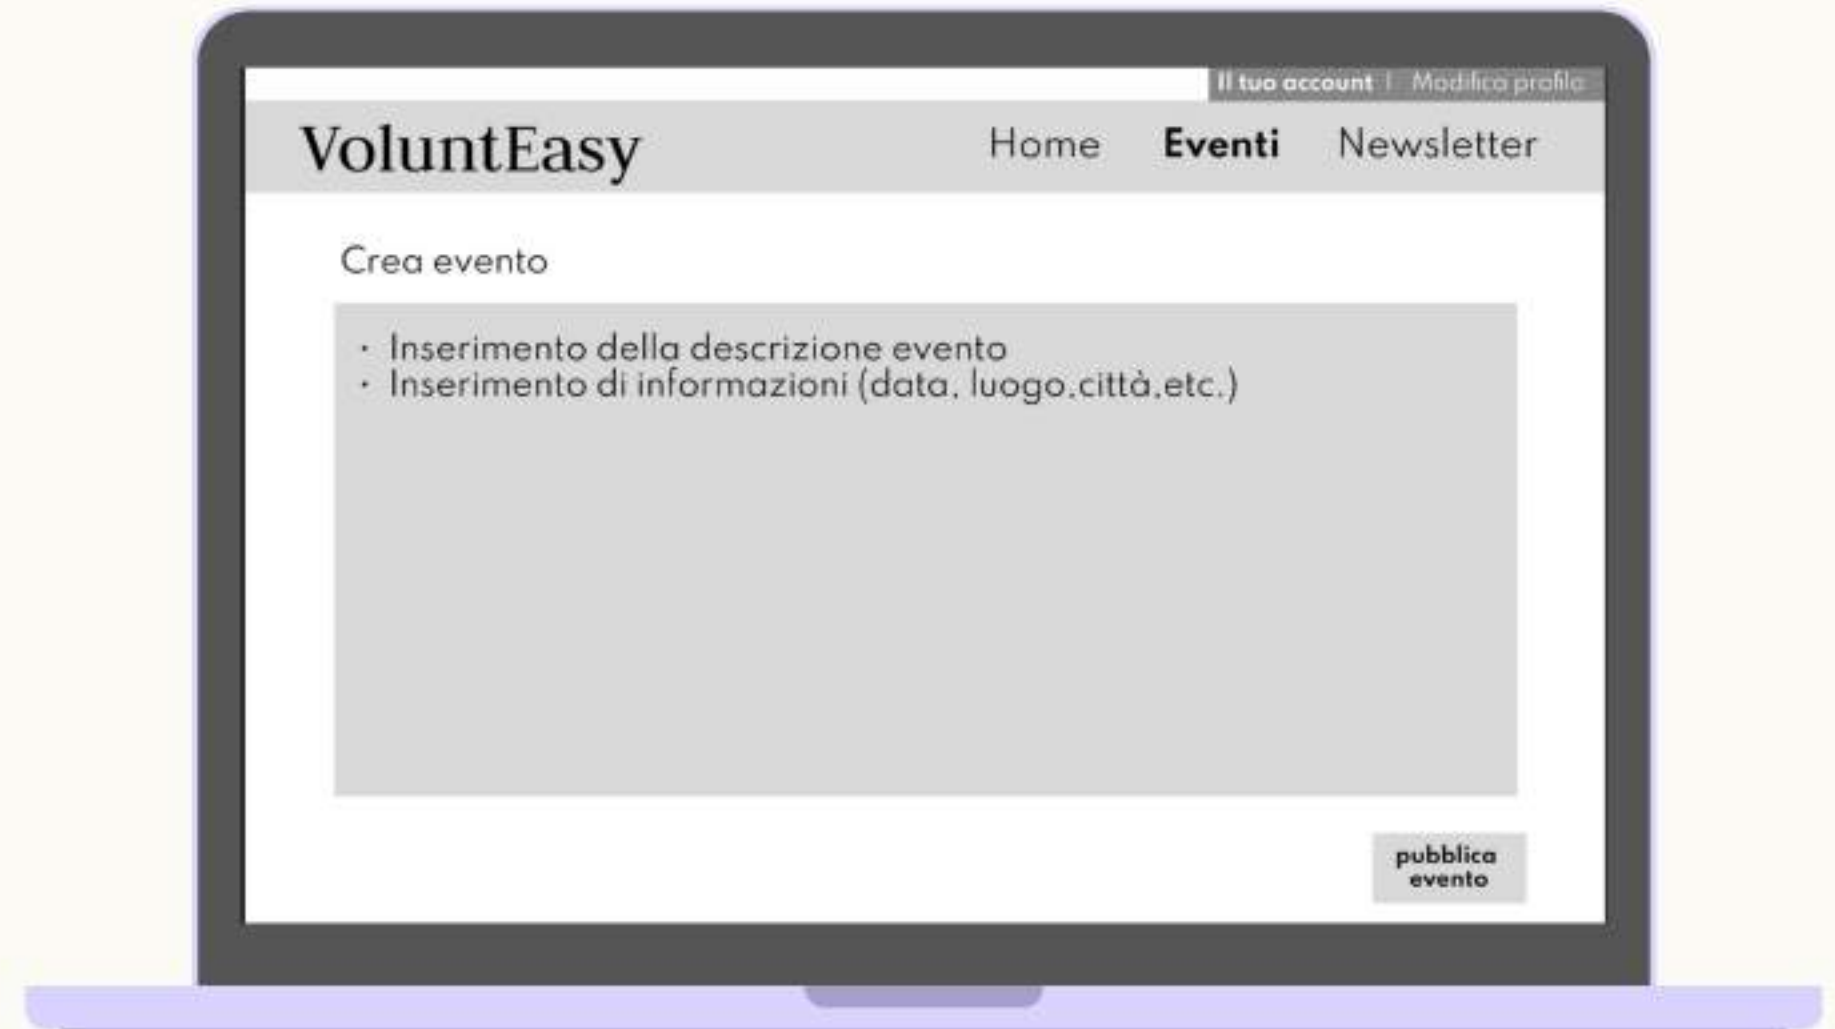 Il tuo account | Modifica profilo
VoluntEasy Home Eventi Newsletter
Crea evento
· Inserimento della descrizione evento
· Inserimento di informazioni (data, luogo,città,etc.)
pubblica
evento